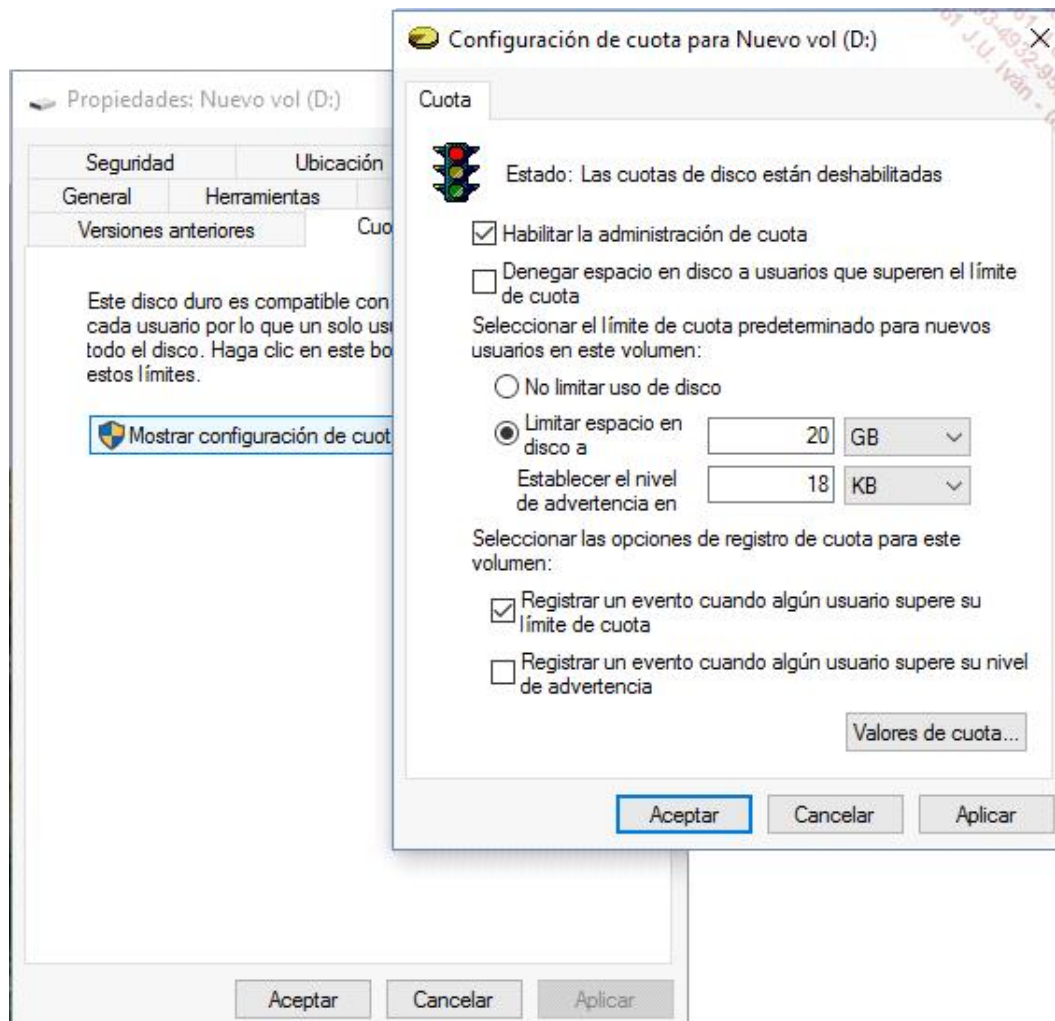 Configuración de cuota para Nuevo vol (D:)
Cuota
Estado: Las cuotas de disco están deshabilitadas
Habilitar la administración de cuota
Denegar espacio en disco a usuarios que superen el límite
de cuota
Seleccionar el límite de cuota predeterminado para nuevos
usuarios en este volumen:
No limitar uso de disco
Limitar espacio en
disco a
20 GB
Establecer el nivel
de advertencia en
18 KB
Seleccionar las opciones de registro de cuota para este
volumen:
Registrar un evento cuando algún usuario supere su
límite de cuota
Registrar un evento cuando algún usuario supere su nivel
de advertencia
Valores de cuota...
Aceptar Cancelar Aplicar
Propiedades: Nuevo vol (D:)
Seguridad Ubicación
General Herramientas
Versiones anteriores Cuo
Este disco duro es compatible con
cada usuario por lo que un solo usu
todo el disco. Haga clic en este bo
estos límites.
Mostrar configuración de cuot
Aceptar Cancelar Aplicar
J.U. Iván